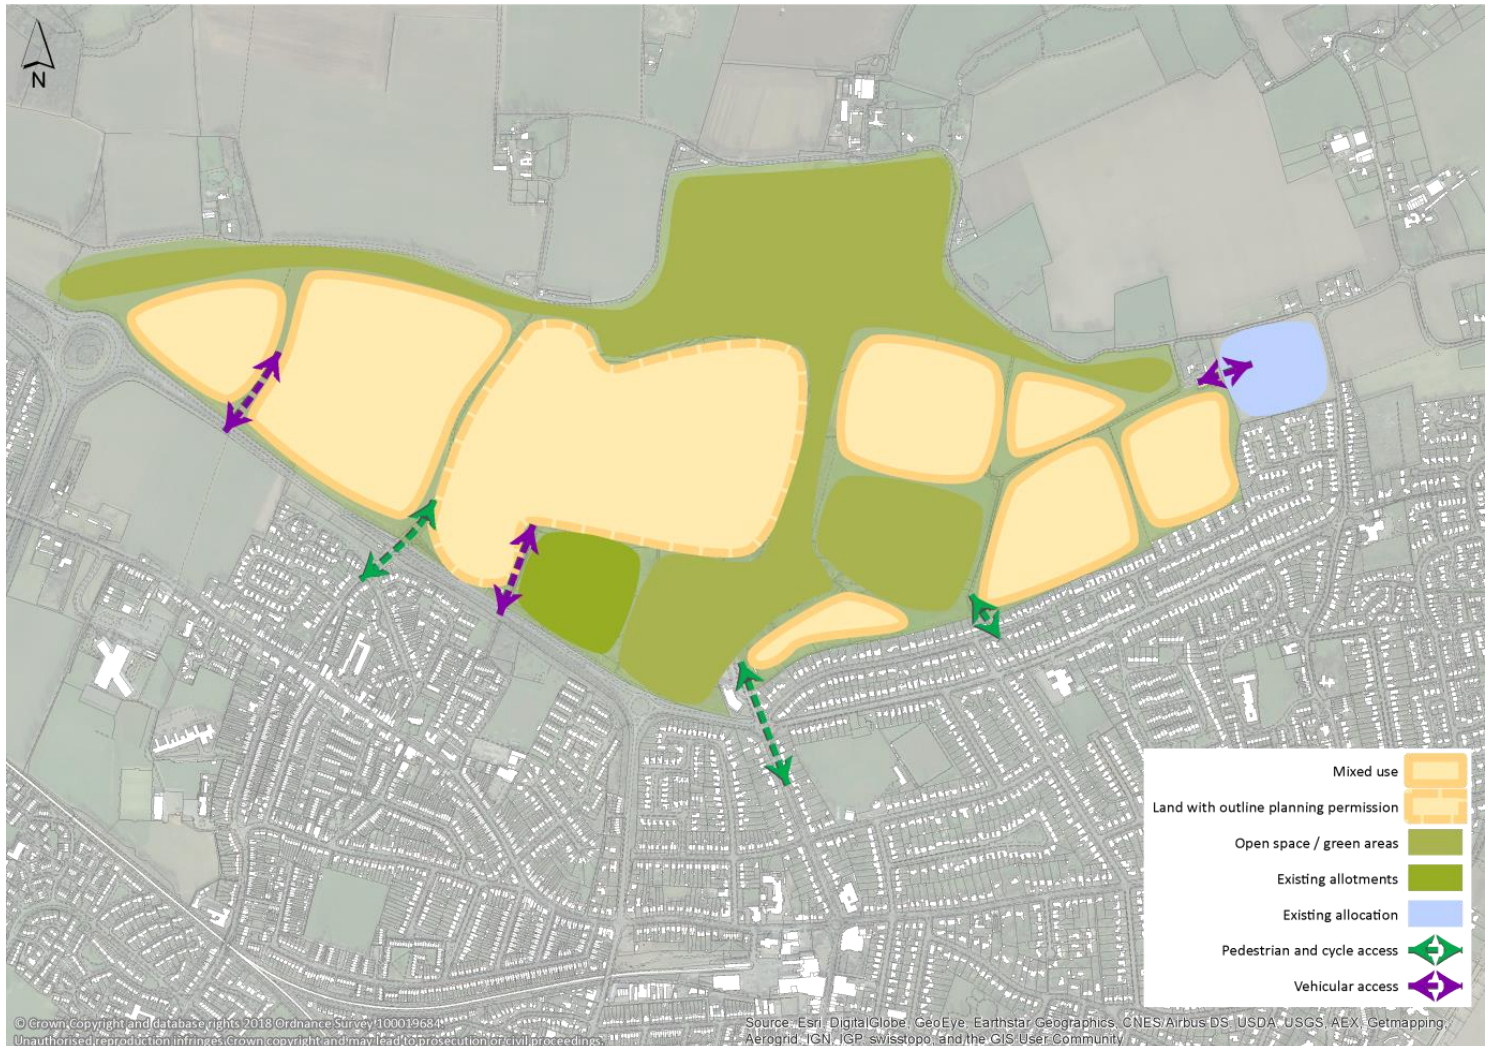 N
Mixed use
Land with outline planning permission
Open space / green areas
Existing allotments
Existing allocation
Pedestrian and cycle access
Vehicular access
© Crown Copyright and database rights 2018 Ordnance Survey 100019684.
Unauthorised reproduction infringes Crown copyright and may lead to prosecution or civil proceedings.
Source: Esri, DigitalGlobe, GeoEye, Earthstar Geographics, CNES/Airbus DS, USDA, USGS, AEX, Getmapping,
Aerogrid, IGN, IGP, swisstopo, and the GIS User Community